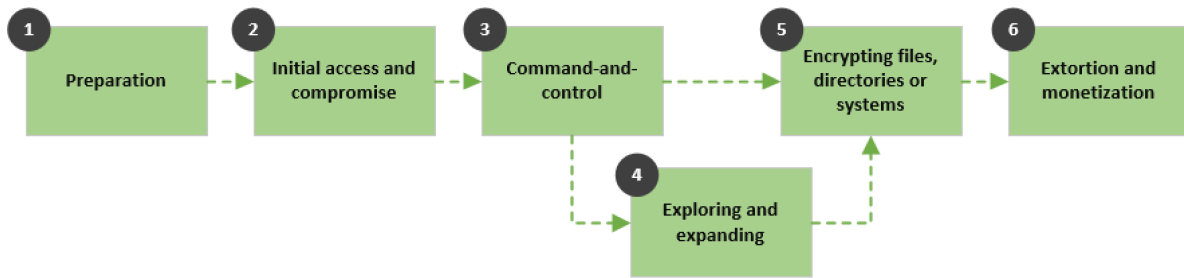 1
Preparation
2
Initial access and
compromise
3
Command-and-
control
4
Exploring and
expanding
5
Encrypting files,
directories or
systems
6
Extortion and
monetization